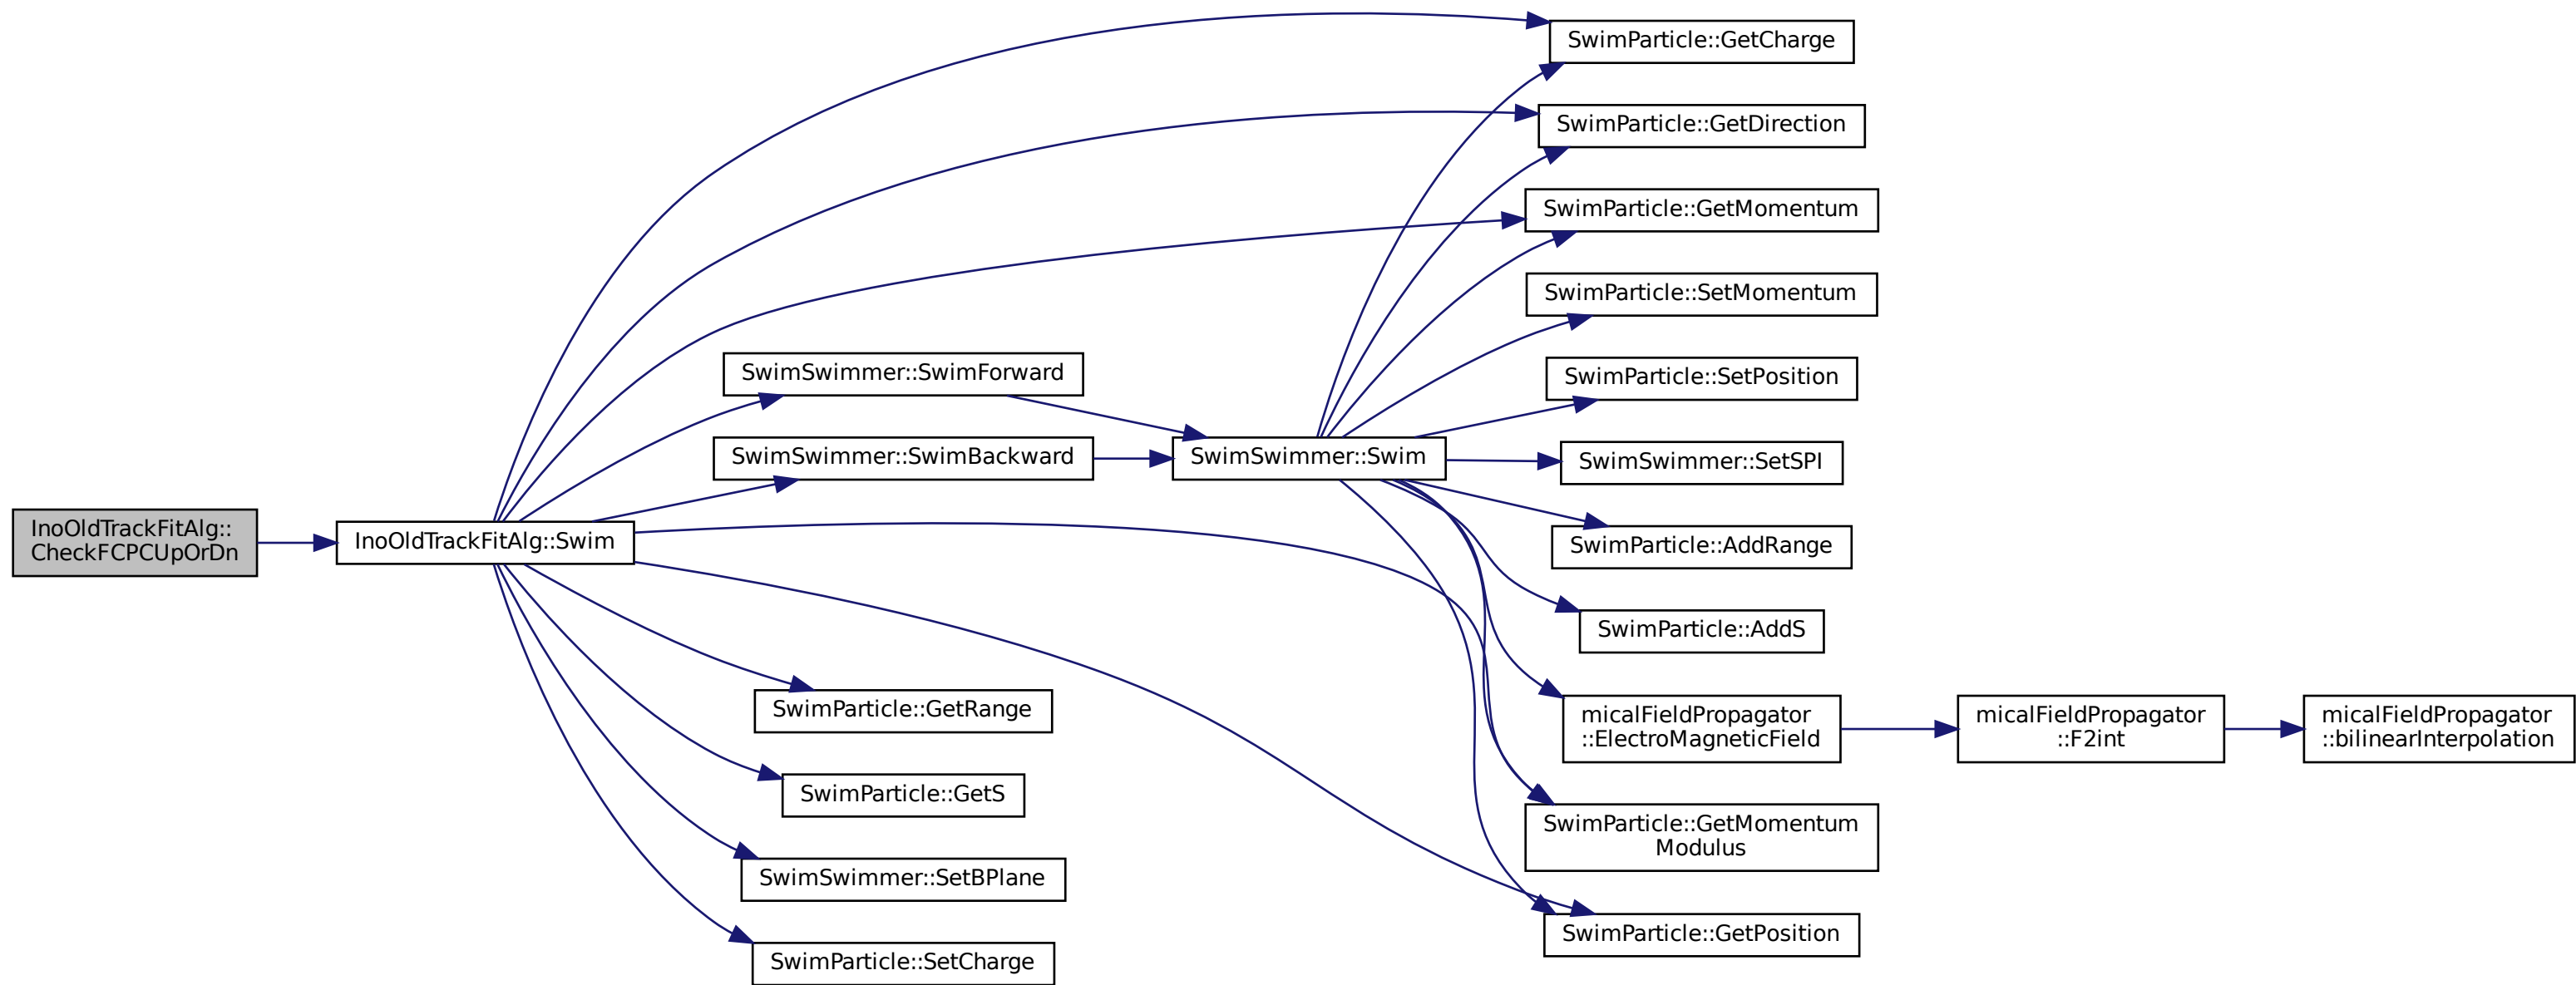 SwimParticle::GetCharge
SwimParticle::GetDirection
SwimParticle::GetMomentum
SwimParticle::SetMomentum
SwimSwimmer::SwimForward
SwimParticle::SetPosition
SwimSwimmer::SwimBackward
SwimSwimmer::Swim
SwimSwimmer::SetSPI
InoOldTrackFitAlg::
CheckFCPCUpOrDn
InoOldTrackFitAlg::Swim
SwimParticle::AddRange
SwimParticle::AddS
SwimParticle::GetRange
micalFieldPropagator
::ElectroMagneticField
micalFieldPropagator
::F2int
micalFieldPropagator
::bilinearInterpolation
SwimParticle::GetS
SwimParticle::GetMomentum
Modulus
SwimSwimmer::SetBPlane
SwimParticle::GetPosition
SwimParticle::SetCharge